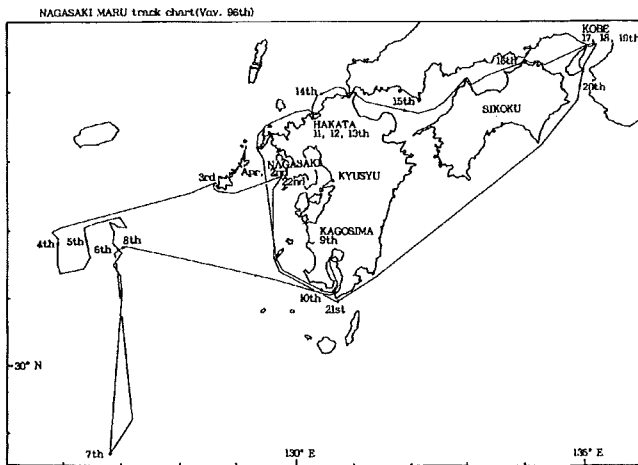 NAGASAKI MARU track chart(Vay. 96th)
KOBE
17, 18, 19th
16th
20th
14th
15th
SIKOKU
HAKATA
11, 12, 13th
NAGASAKI
Apr. 2nd
22nd
3rd
KYUSYU
KAGOSIMA
9th
4th
5th
6th
8th
10th
21st
30° N
7th
130° E
135° E